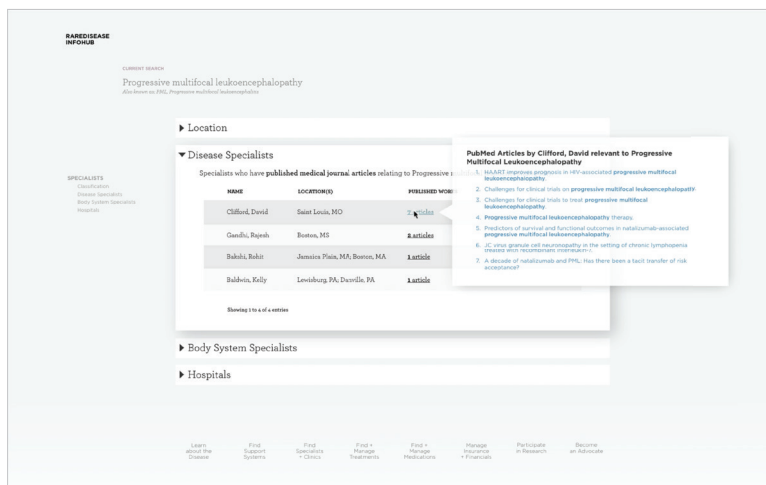 RAREDISEASE
INFOHUB
CURRENT SEARCH
Progressive multifocal leukoencephalopathy
Also known as PML, Progressive multifocal leukoencephalitis
Location
Disease Specialists
Specialists who have published medical journal articles relating to Progressive
SPECIALISTS
Classification
Disease Specialists
Body System Specialists
Hospitals
NAME LOCATION(S) PUBLISHED WORKS
Clifford, David Saint Louis, MO 7 articles
Gandhi, Rajesh Boston, MS 2 articles
Bakshi, Rohit Jamaica Plain, MA; Boston, MA 1 article
Baldwin, Kelly Lewisburg, PA; Danville, PA 1 article
Showing 1 to 4 of 4 entries
PubMed Articles by Clifford, David relevant to Progressive
Multifocal Leukoencephalopathy
1. HAART improves prognosis in HIV-associated progressive multifocal
leukoencephalopathy.
2. Challenges for clinical trials on progressive multifocal leukoencephalopathy.
3. Challenges for clinical trials to treat progressive multifocal
leukoencephalopathy.
4. Progressive multifocal leukoencephalopathy therapy.
5. Predictors of survival and functional outcomes in natalizumab-associated
progressive multifocal leukoencephalopathy.
6. JC virus granule cell neuronopathy in the setting of chronic lymphopenia
treated with recombinant interleukin-7.
7. A decade of natalizumab and PML: Has there been a tacit transfer of risk
acceptance?
Body System Specialists
Hospitals
Learn
about the
Disease
Find
Support
Systems
Find
Specialists
+ Clinics
Find +
Manage
Treatments
Find +
Manage
Medications
Manage
Insurance
+ Financials
Participate
in Research
Become
an Advocate